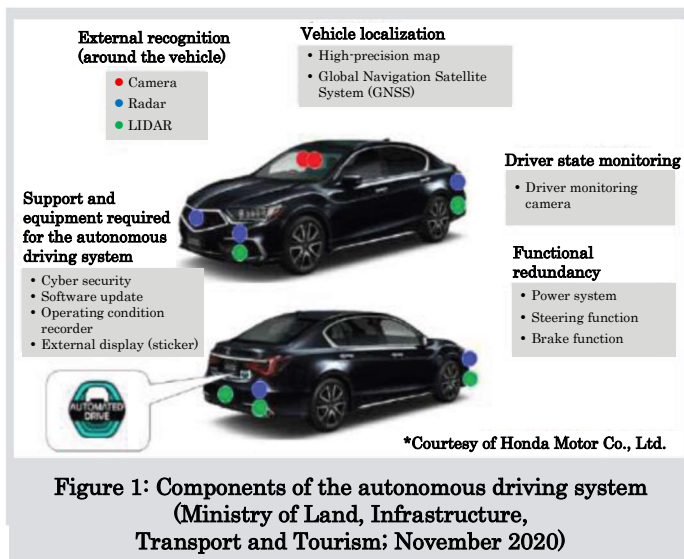 External recognition
(around the vehicle)
• Camera
• Radar
• LIDAR
Vehicle localization
• High-precision map
• Global Navigation Satellite
System (GNSS)
Driver state monitoring
• Driver monitoring
camera
Support and
equipment required
for the autonomous
driving system
• Cyber security
• Software update
• Operating condition
recorder
• External display (sticker)
Functional
redundancy
• Power system
• Steering function
• Brake function
AUTOMATED
DRIVE
*Courtesy of Honda Motor Co., Ltd.
Figure 1: Components of the autonomous driving system
(Ministry of Land, Infrastructure,
Transport and Tourism; November 2020)